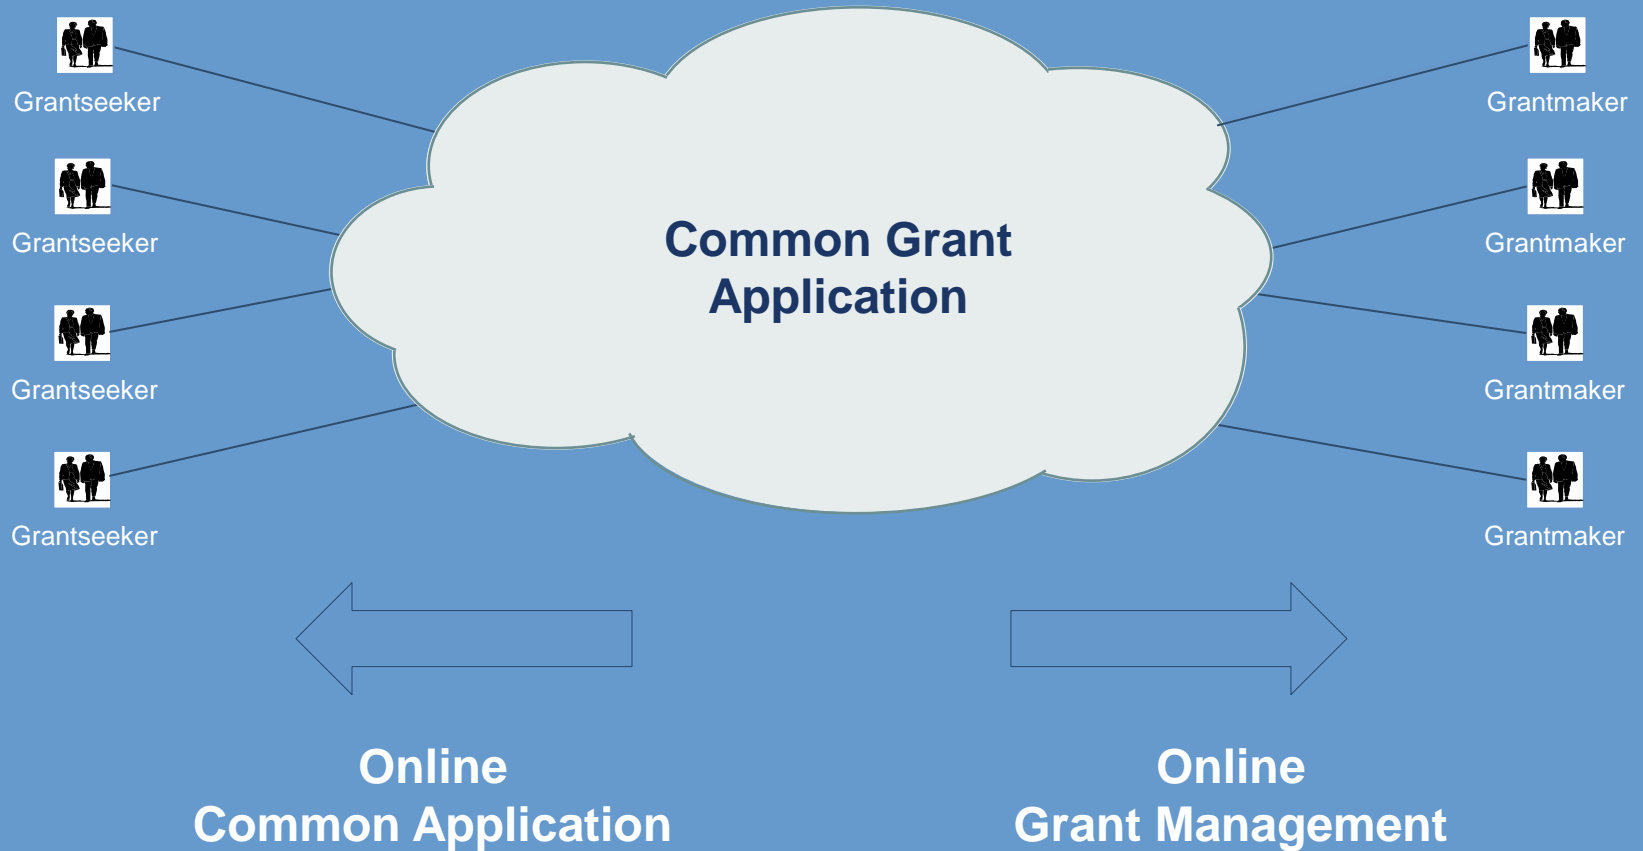 Grantseeker
Grantseeker
Grantseeker
Grantseeker
Common Grant
Application
Grantmaker
Grantmaker
Grantmaker
Grantmaker
Online
Common Application
Online
Grant Management